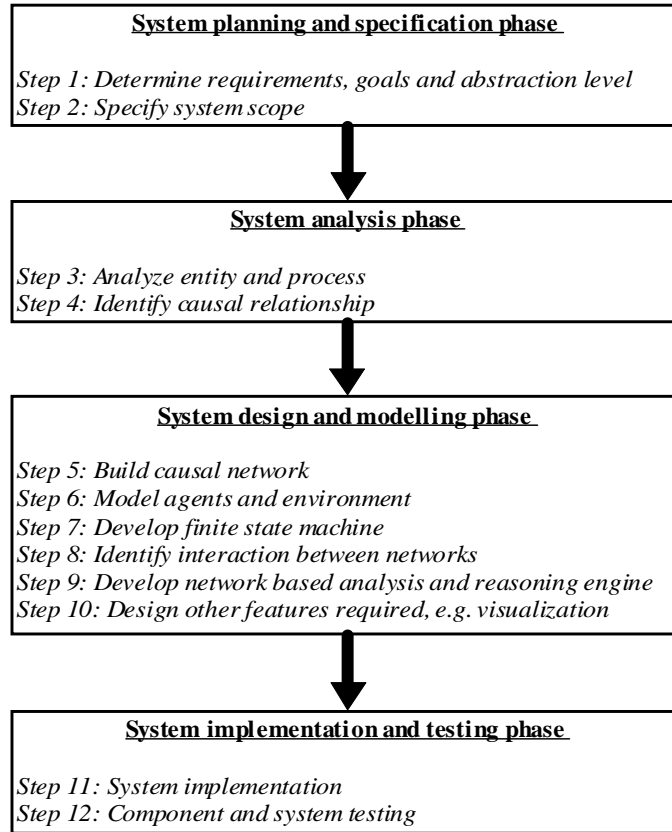 System planning and specification phase
Step 1: Determine requirements, goals and abstraction level
Step 2: Specify system scope
System analysis phase
Step 3: Analyze entity and process
Step 4: Identify causal relationship
System design and modelling phase
Step 5: Build causal network
Step 6: Model agents and environment
Step 7: Develop finite state machine
Step 8: Identify interaction between networks
Step 9: Develop network based analysis and reasoning engine
Step 10: Design other features required, e.g. visualization
System implementation and testing phase
Step 11: System implementation
Step 12: Component and system testing